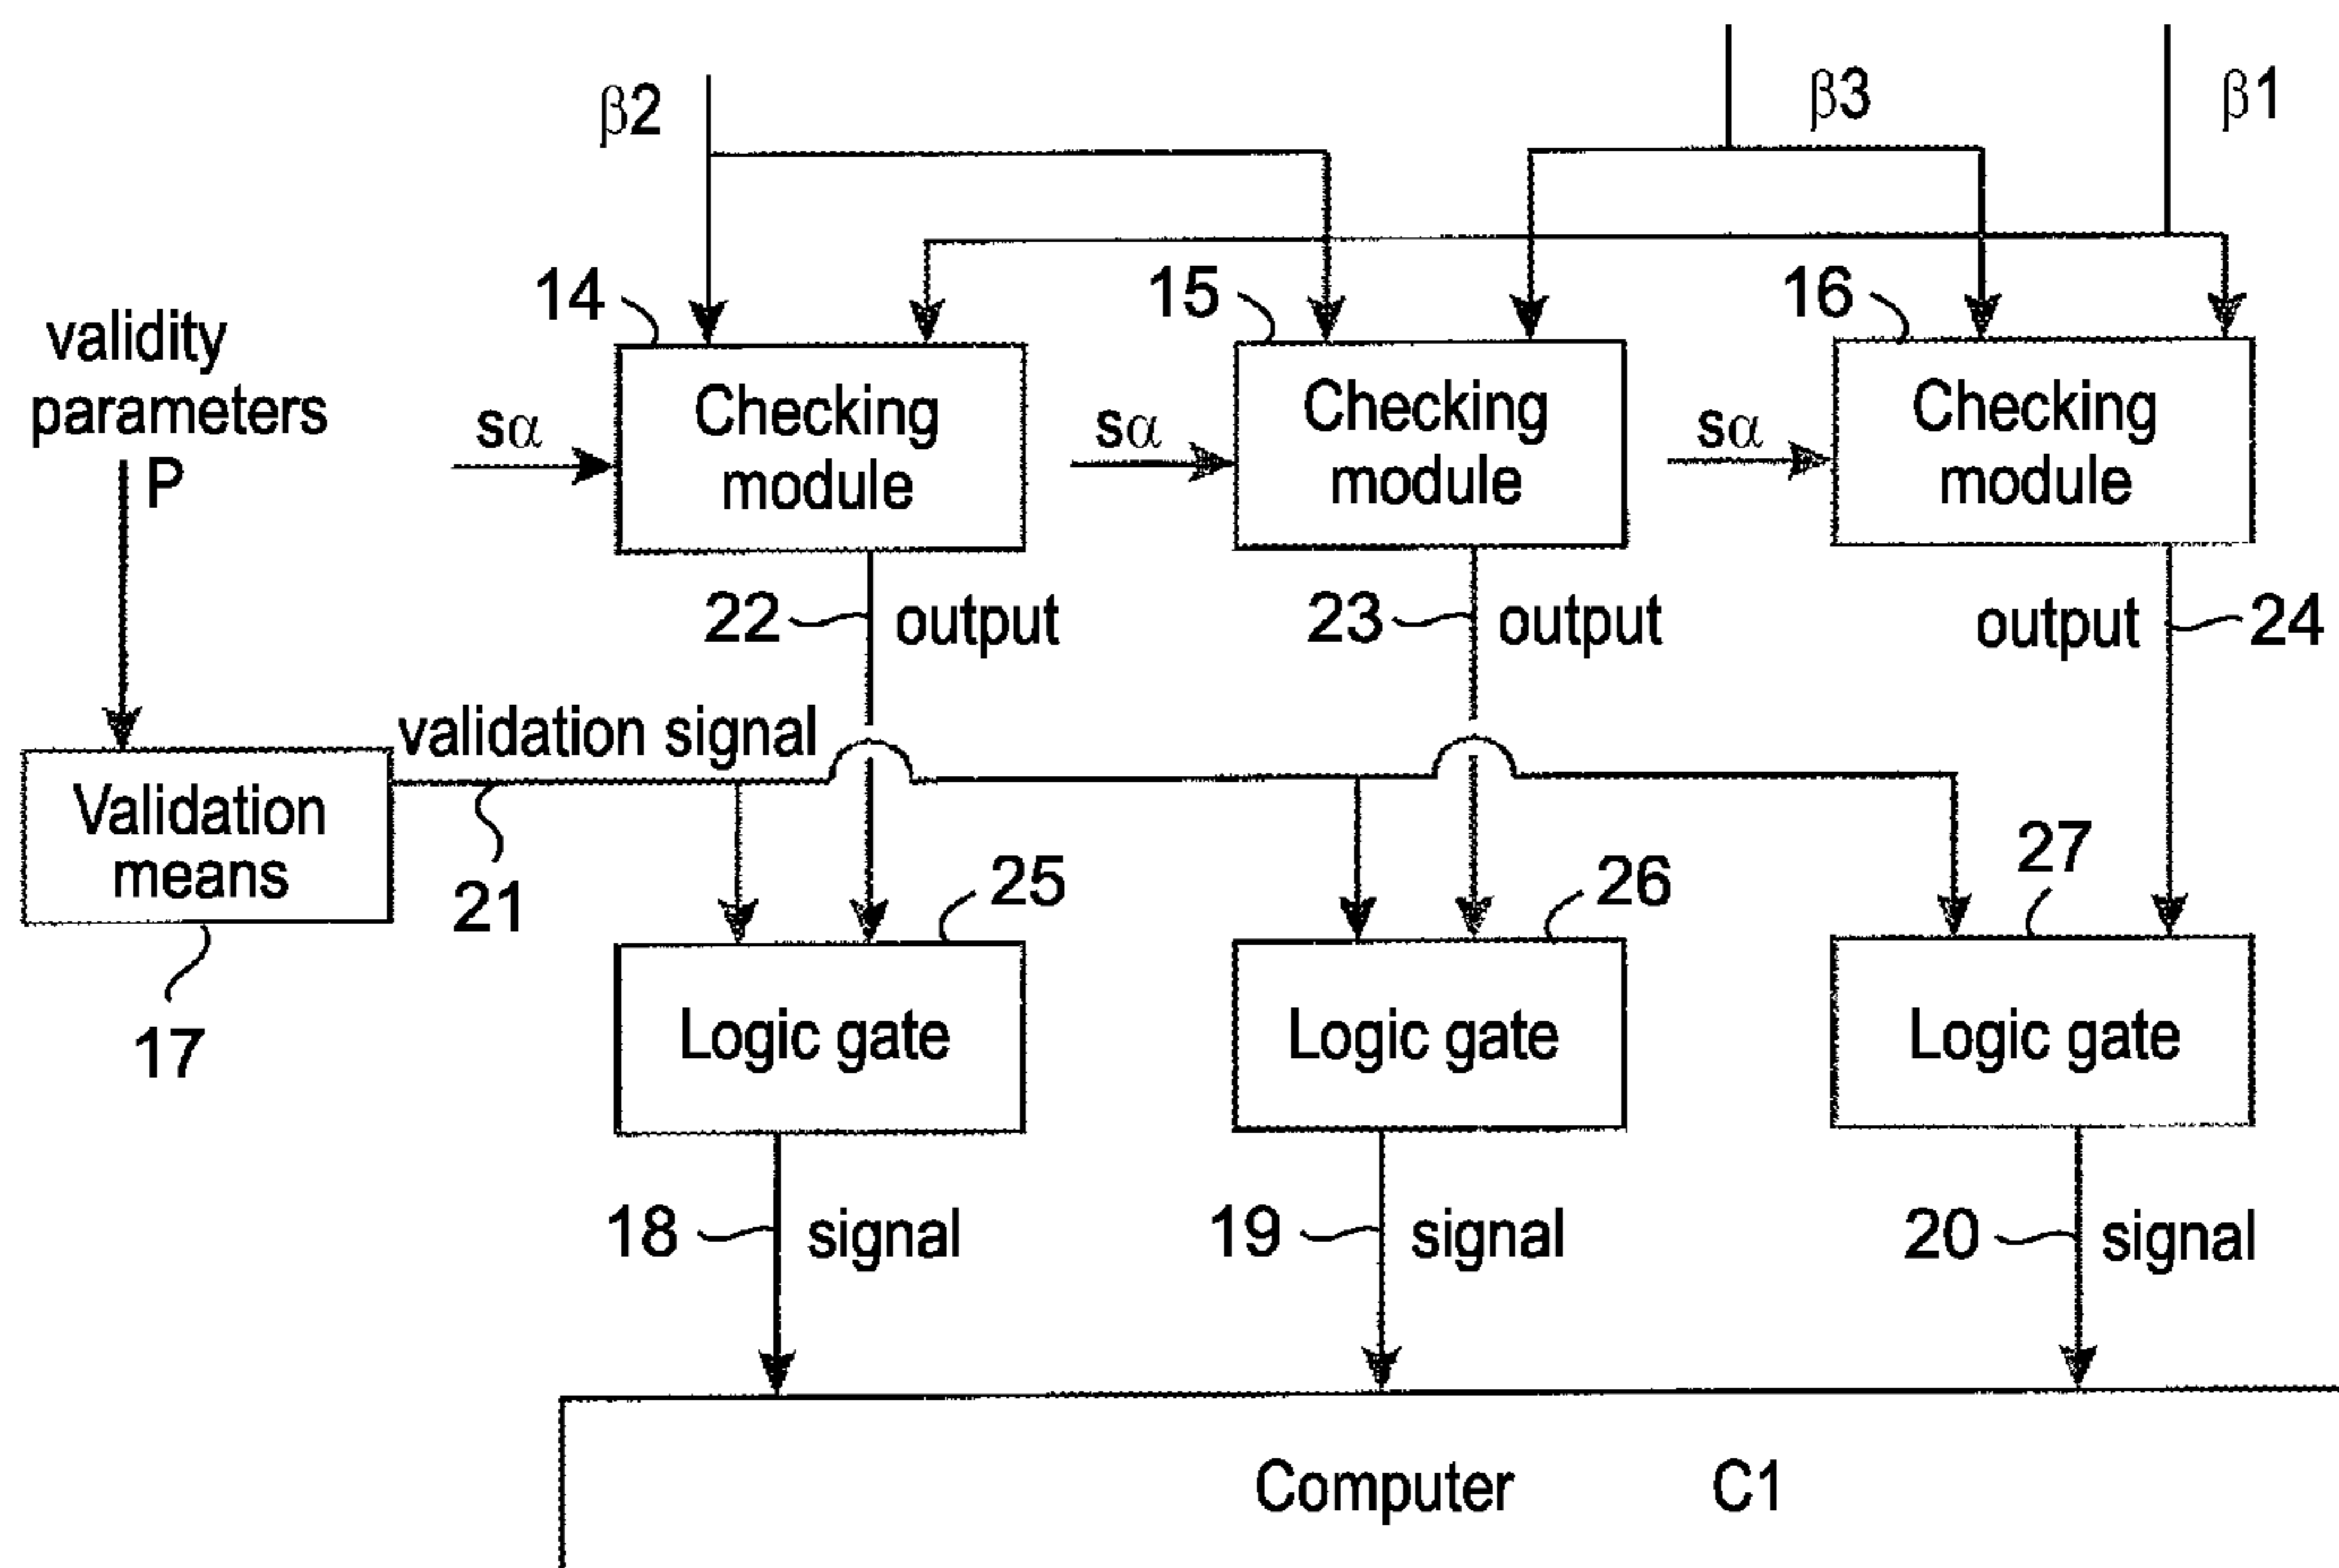 β2
β3
β1
14
15
16
validity
parameters
P
sα
Checking
module
sα
Checking
module
sα
Checking
module
22
output
23
output
output
24
validation signal
Validation
means
21
17
25
26
27
Logic gate
Logic gate
Logic gate
18
signal
19
signal
20
signal
Computer
C1